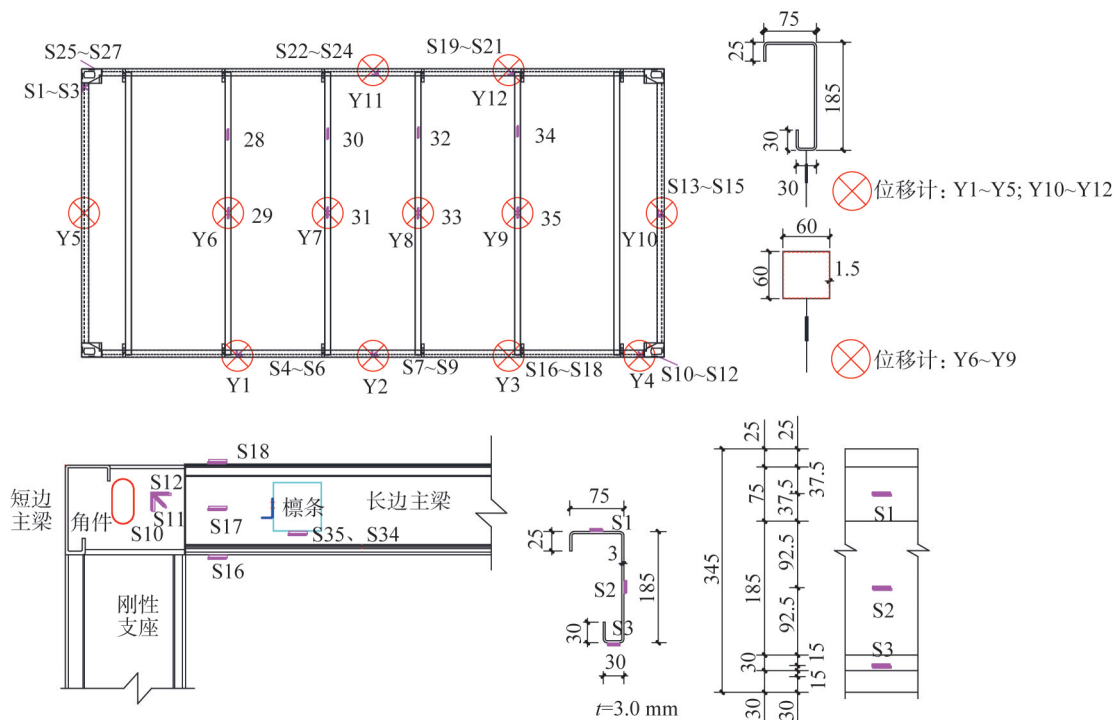 S25~S27
S22~S24
S19~S21
S1~S3
Y11
Y12
28
30
32
34
S13~S15
Y5
Y6
29
Y7
31
Y8
33
Y9
35
Y10
Y1
S4~S6
Y2
S7~S9
Y3
S16~S18
Y4
S10~S12
75
25
185
30
30
位移计：Y1~Y5; Y10~Y12
60
60
1.5
位移计：Y6~Y9
S18
短边
主梁
角件
S12
S11
S10
S17
檩条
长边主梁
S35、S34
S16
刚性
支座
75
S1
25
3
S2
185
30
S3
30
t=3.0 mm
25
25
37.5
75
37.5
S1
345
92.5
185
92.5
S2
15
S3
30
15
30
30